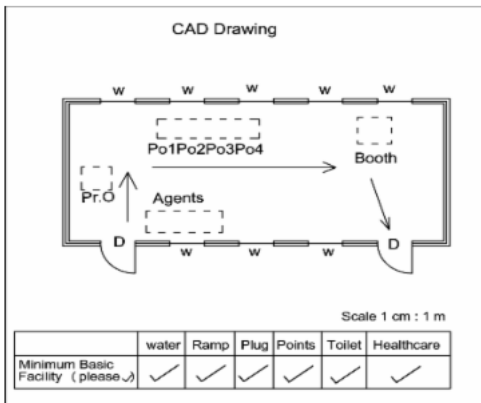 CAD Drawing
w w w w w
Po1Po2Po3Po4
Booth
Pr.O
Agents
D
D
w w w
Scale 1 cm : 1 m
water Ramp Plug Points Toilet Healthcare
Minimum Basic
Facility ( please ✓)